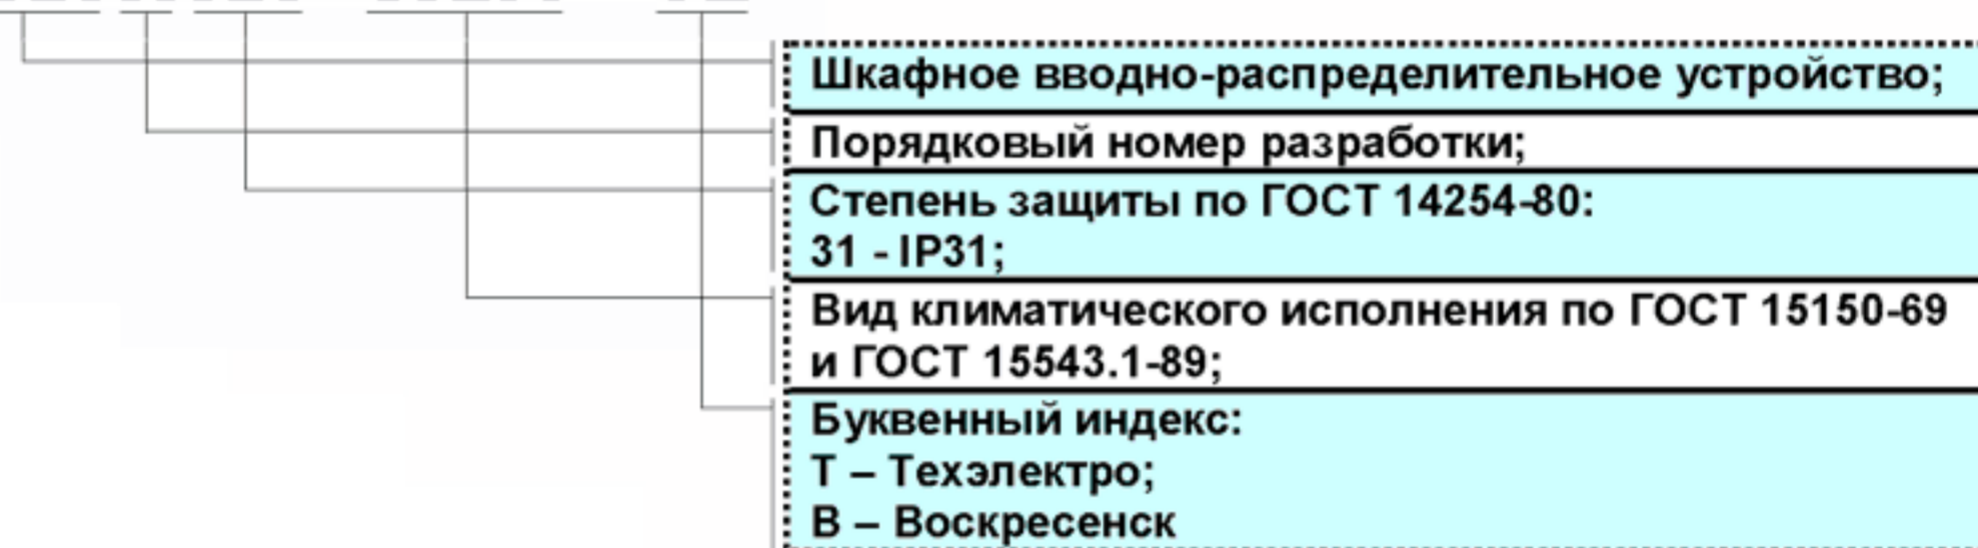 Шкафное вводно-распределительное устройство;
Порядковый номер разработки;
Степень защиты по ГОСТ 14254-80:
31 - IP31;
Вид климатического исполнения по ГОСТ 15150-69
и ГОСТ 15543.1-89;
Буквенный индекс:
Т – Техэлектро;
В – Воскресенск